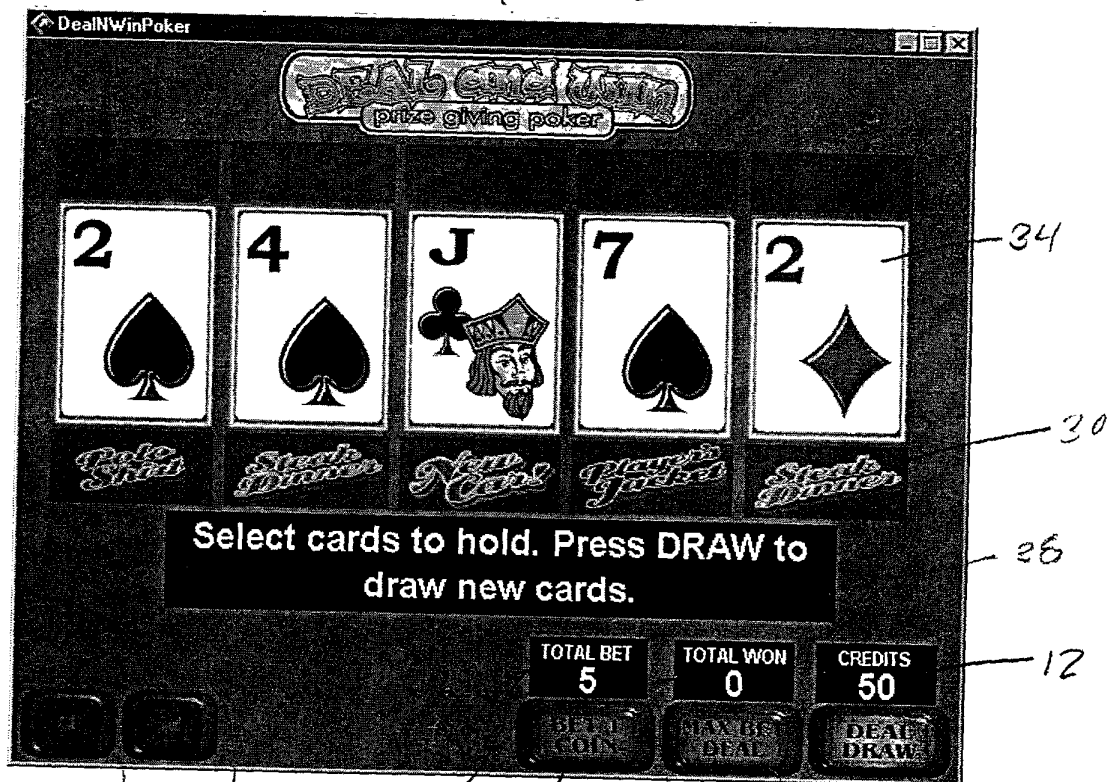 DealNWinPoker
DEAL and WIN
prize giving poker
2 4 J 7 2
34
30
Polo Shirt
Steak Dinner
New Car!
Player's Jacket
Steak Dinner
Select cards to hold. Press DRAW to
draw new cards.
28
TOTAL BET TOTAL WON CREDITS
5 0 50
12
BET 1 COIN
MAX BET DEAL
DEAL DRAW